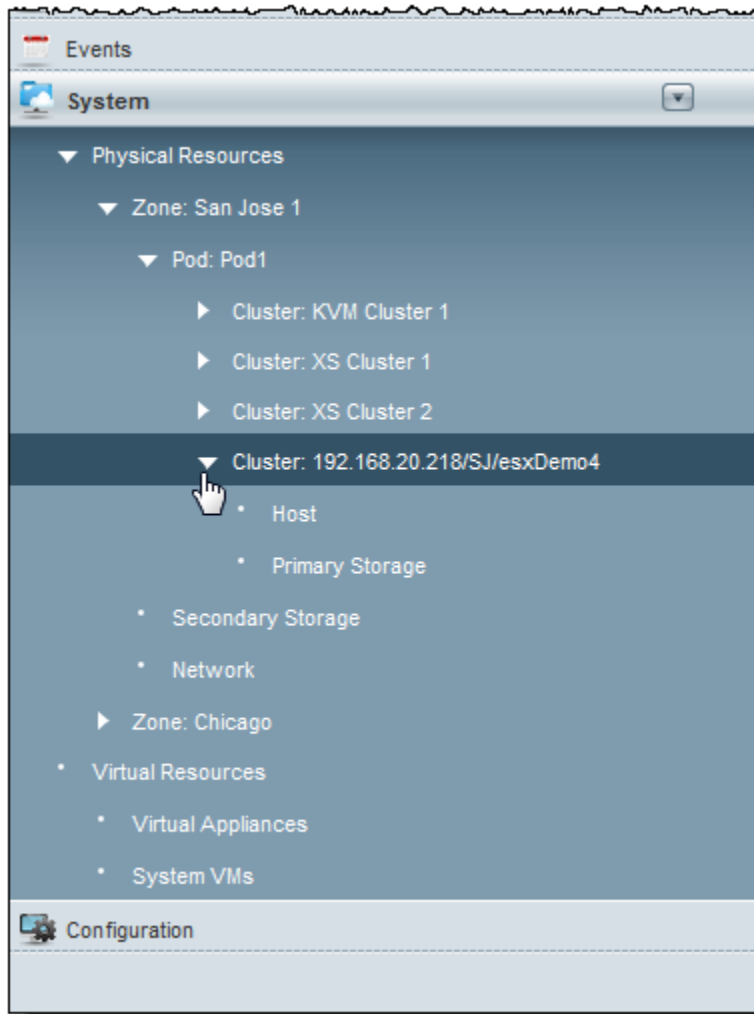 Events
System
Physical Resources
Zone: San Jose 1
Pod: Pod1
Cluster: KVM Cluster 1
Cluster: XS Cluster 1
Cluster: XS Cluster 2
Cluster: 192.168.20.218/SJ/esxDemo4
Host
Primary Storage
Secondary Storage
Network
Zone: Chicago
Virtual Resources
Virtual Appliances
System VMs
Configuration